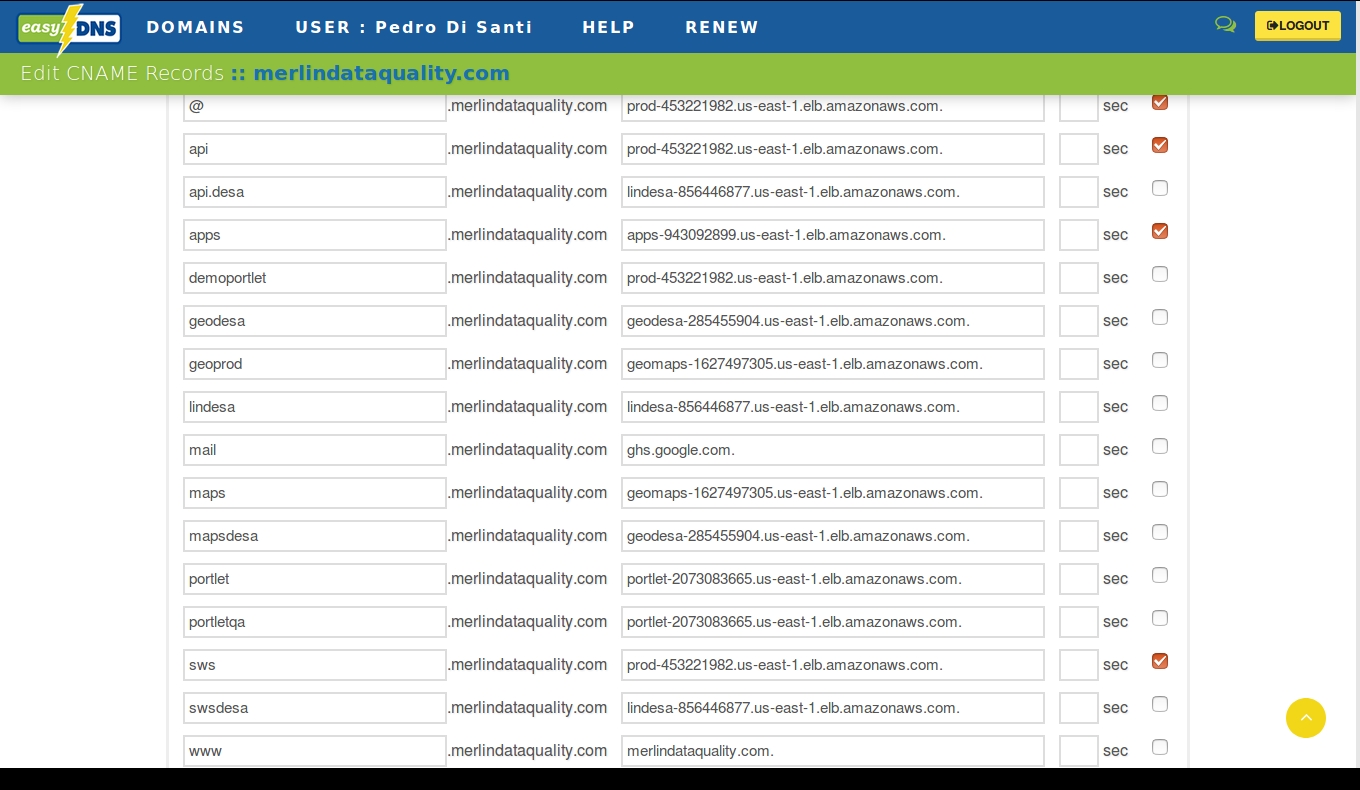 easyDNS DOMAINS USER : Pedro Di Santi HELP RENEW LOGOUT
Edit CNAME Records :: merlindataquality.com
@ .merlindataquality.com prod-453221982.us-east-1.elb.amazonaws.com. sec
api .merlindataquality.com prod-453221982.us-east-1.elb.amazonaws.com. sec
api.desa .merlindataquality.com lindesa-856446877.us-east-1.elb.amazonaws.com. sec
apps .merlindataquality.com apps-943092899.us-east-1.elb.amazonaws.com. sec
demoportlet .merlindataquality.com prod-453221982.us-east-1.elb.amazonaws.com. sec
geodesa .merlindataquality.com geodesa-285455904.us-east-1.elb.amazonaws.com. sec
geoprod .merlindataquality.com geomaps-1627497305.us-east-1.elb.amazonaws.com. sec
lindesa .merlindataquality.com lindesa-856446877.us-east-1.elb.amazonaws.com. sec
mail .merlindataquality.com ghs.google.com. sec
maps .merlindataquality.com geomaps-1627497305.us-east-1.elb.amazonaws.com. sec
mapsdesa .merlindataquality.com geodesa-285455904.us-east-1.elb.amazonaws.com. sec
portlet .merlindataquality.com portlet-2073083665.us-east-1.elb.amazonaws.com. sec
portletqa .merlindataquality.com portlet-2073083665.us-east-1.elb.amazonaws.com. sec
sws .merlindataquality.com prod-453221982.us-east-1.elb.amazonaws.com. sec
swsdesa .merlindataquality.com lindesa-856446877.us-east-1.elb.amazonaws.com. sec
www .merlindataquality.com merlindataquality.com. sec